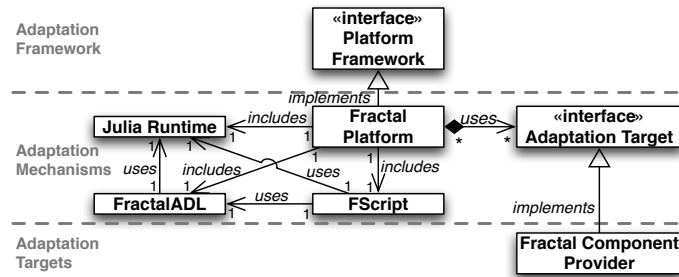 Adaptation
Framework
«interface»
Platform
Framework
implements
Adaptation
Mechanisms
Julia Runtime
includes
1
1
Fractal
Platform
uses
*
*
«interface»
Adaptation Target
1
1
uses
1
includes
1
1
uses
1
1
includes
1
FractalADL
uses
1
1
FScript
implements
Adaptation
Targets
Fractal Component
Provider